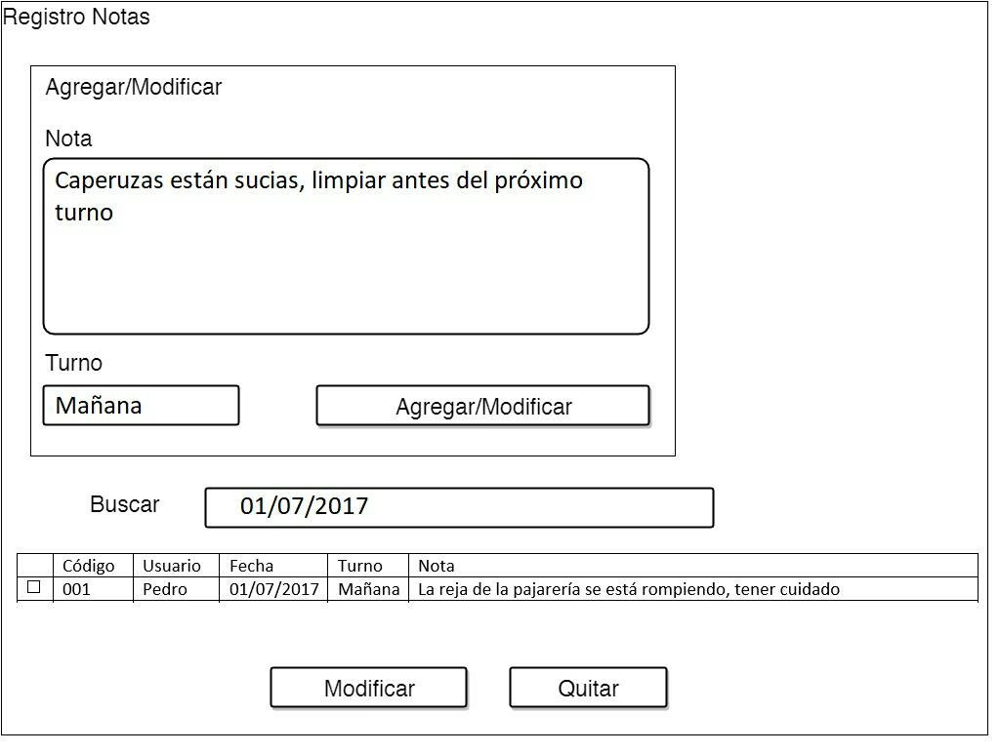 Registro Notas
Agregar/Modificar
Nota
Caperuzas están sucias, limpiar antes del próximo
turno
Turno
Mañana
Agregar/Modificar
Buscar
01/07/2017
Código Usuario Fecha Turno Nota
001 Pedro 01/07/2017 Mañana La reja de la pajarería se está rompiendo, tener cuidado
Modificar
Quitar